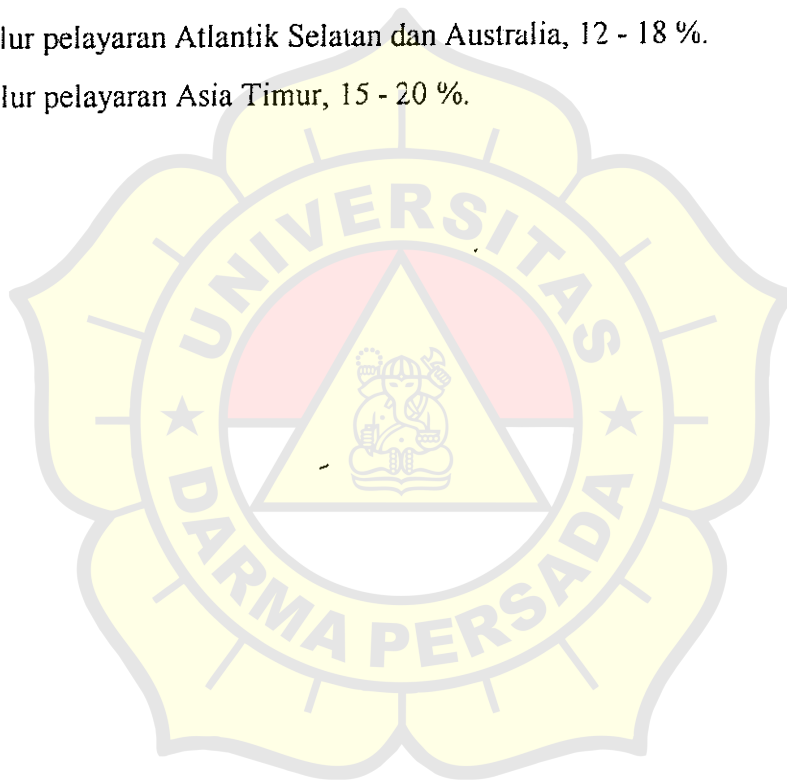 lur pelayaran Atlantik Selatan dan Australia, 12 - 18 %.
lur pelayaran Asia Timur, 15 - 20 %.
UNIVERSITAS
DARMA PERSADA